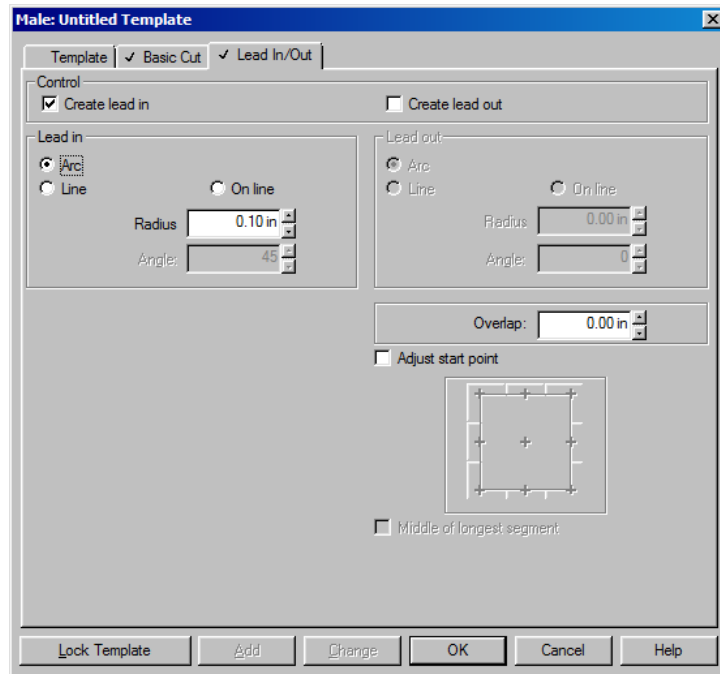 Male: Untitled Template
Template
Basic Cut
Lead In/Out
Control
Create lead in
Create lead out
Lead in
Arc
Line
On line
Radius
0.10 in
Angle:
45
Lead out
Arc
Line
On line
Radius
0.00 in
Angle:
0
Overlap:
0.00 in
Adjust start point
Middle of longest segment
Lock Template
Add
Change
OK
Cancel
Help